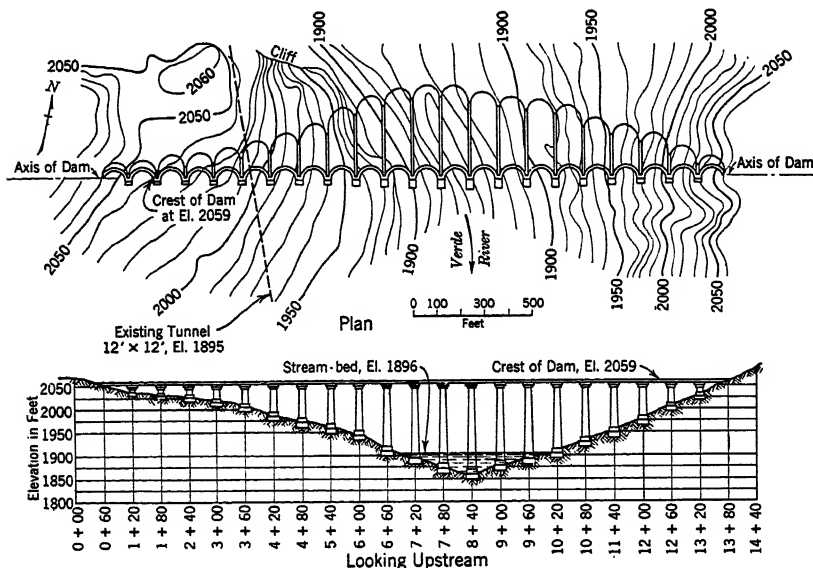 1900
1950
2000
2050
2060
Cliff
2050
2050
N
Axis of Dam
Axis of Dam
Crest of Dam
at El. 2059
2050
2000
1950
1900
Verde
River
1900
1950
2000
2050
0 100 300 500
Feet
Plan
Existing Tunnel
12' × 12', El. 1895
Stream-bed, El. 1896
Crest of Dam, El. 2059
Elevation in Feet
2050
2000
1950
1900
1850
1800
0 + 00
0 + 60
1 + 20
1 + 80
2 + 40
3 + 00
3 + 60
4 + 20
4 + 80
5 + 40
6 + 00
6 + 60
7 + 20
7 + 80
8 + 40
9 + 00
9 + 60
10 + 20
10 + 80
11 + 40
12 + 00
12 + 60
13 + 20
13 + 80
14 + 40
Looking Upstream